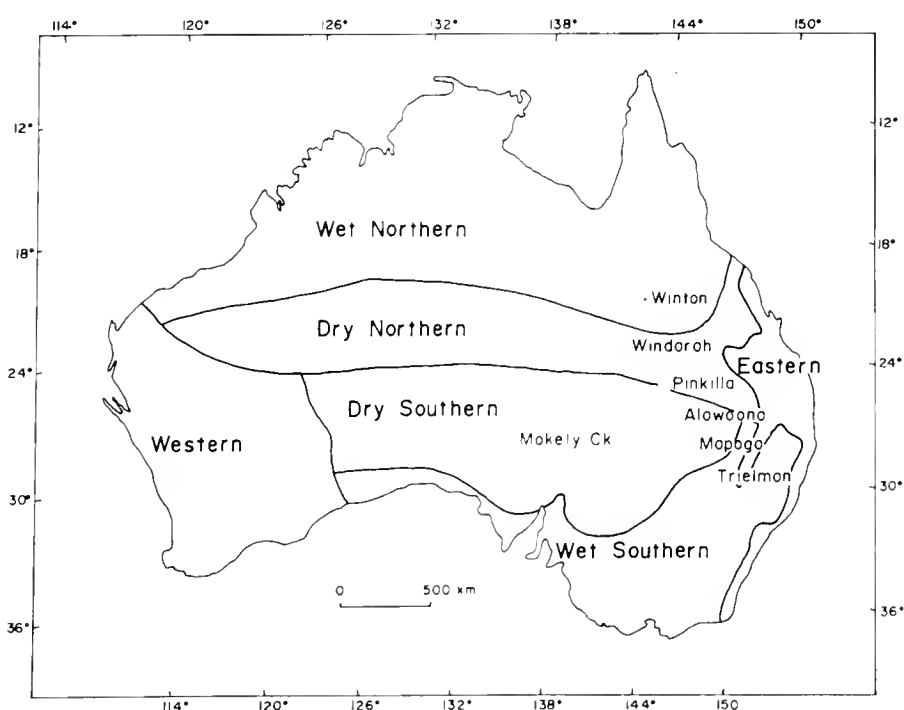 114° 120° 126° 132° 138° 144° 150°
12° 12°
Wet Northern
18° 18°
Winton
Dry Northern
Windorah
24° Eastern 24°
Pinkilla
Dry Southern
Alowdona
Western Mokely Ck Mopogo
Trielmon
30° 30°
Wet Southern
0 500 km
36° 36°
114° 120° 126° 132° 138° 144° 150